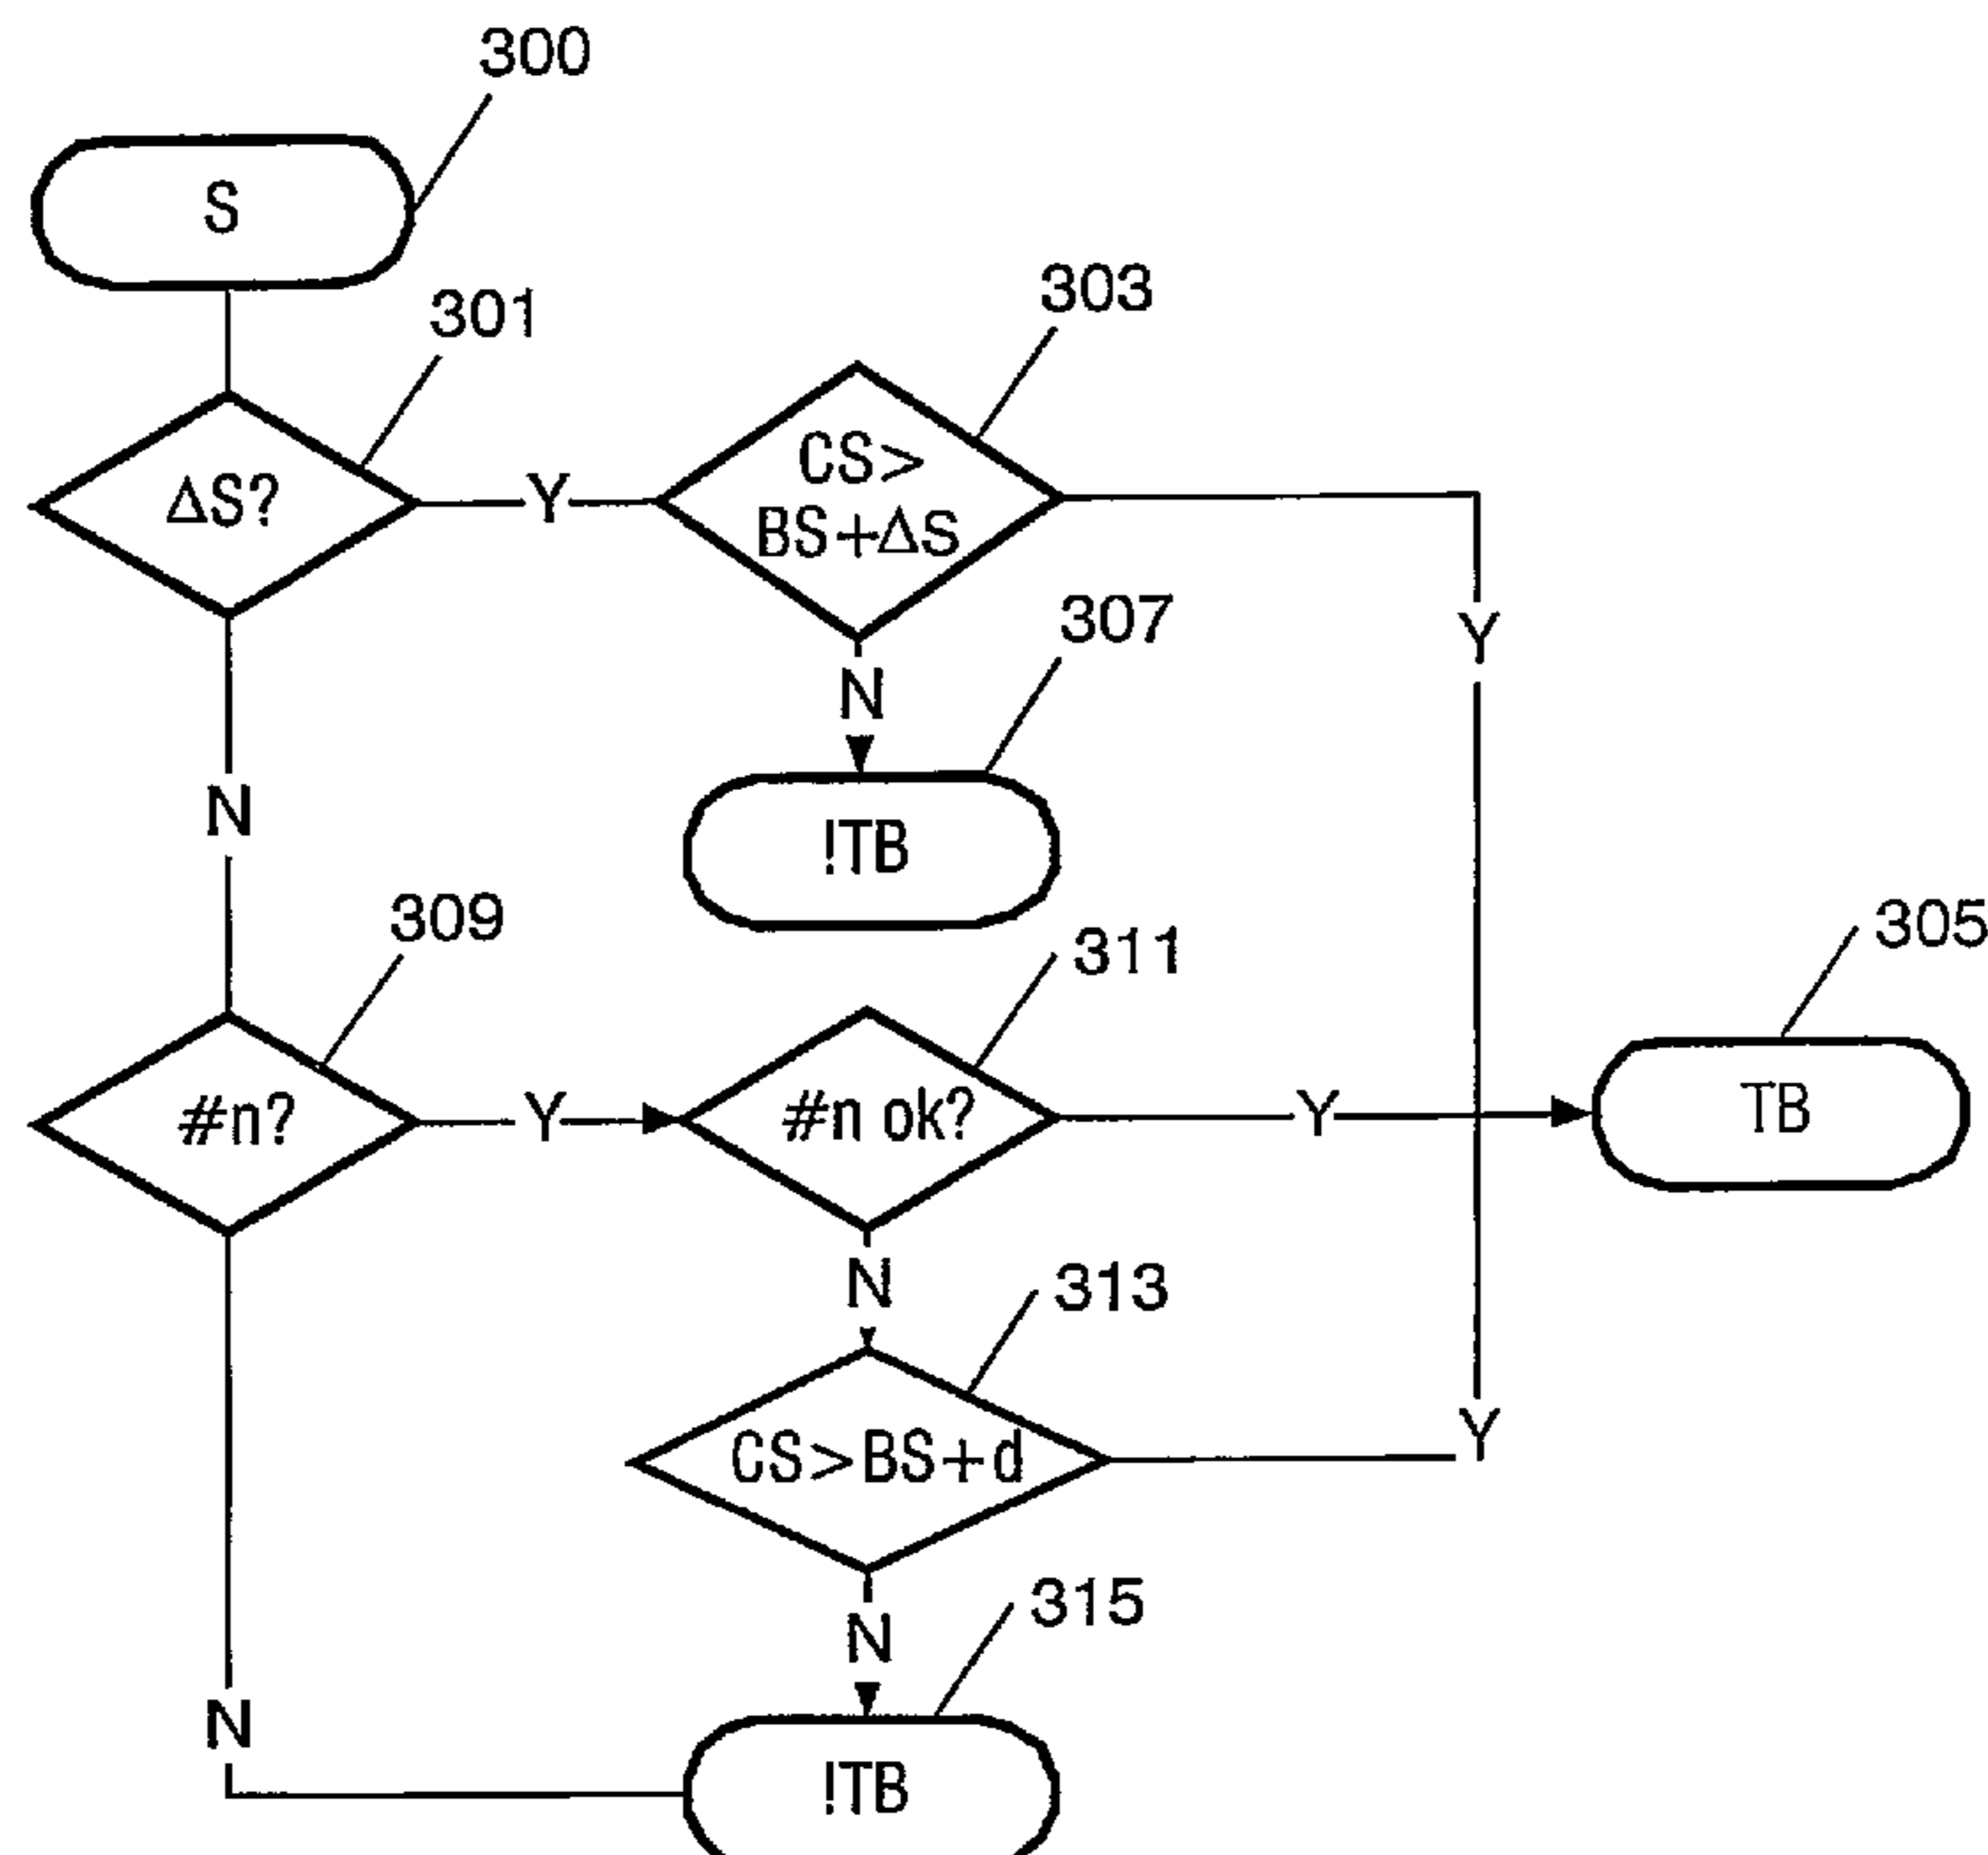 300
S
301
303
ΔS?
Y
CS>
BS+ΔS
307
Y
N
!TB
N
309
311
305
#n?
Y
#n ok?
Y
TB
N
313
CS>BS+d
Y
315
N
N
!TB